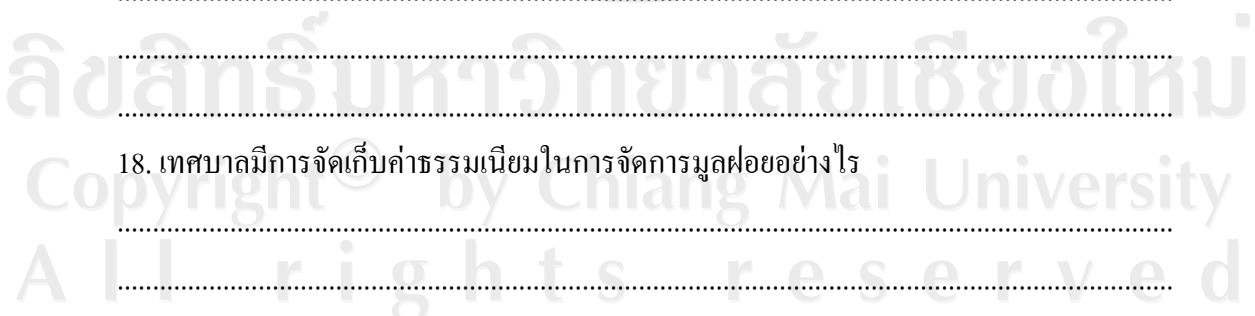 ........................................................................................................................
........................................................................................................................
ลิขสิทธิ์มหาวิทยาลัยเชียงใหม่
........................................................................................................................
18. เทศบาลมีการจัดเก็บค่าธรรมเนียมในการจัดการมูลฝอยอย่างไร
Copyright© by Chiang Mai University
........................................................................................................................
All rights reserved
........................................................................................................................